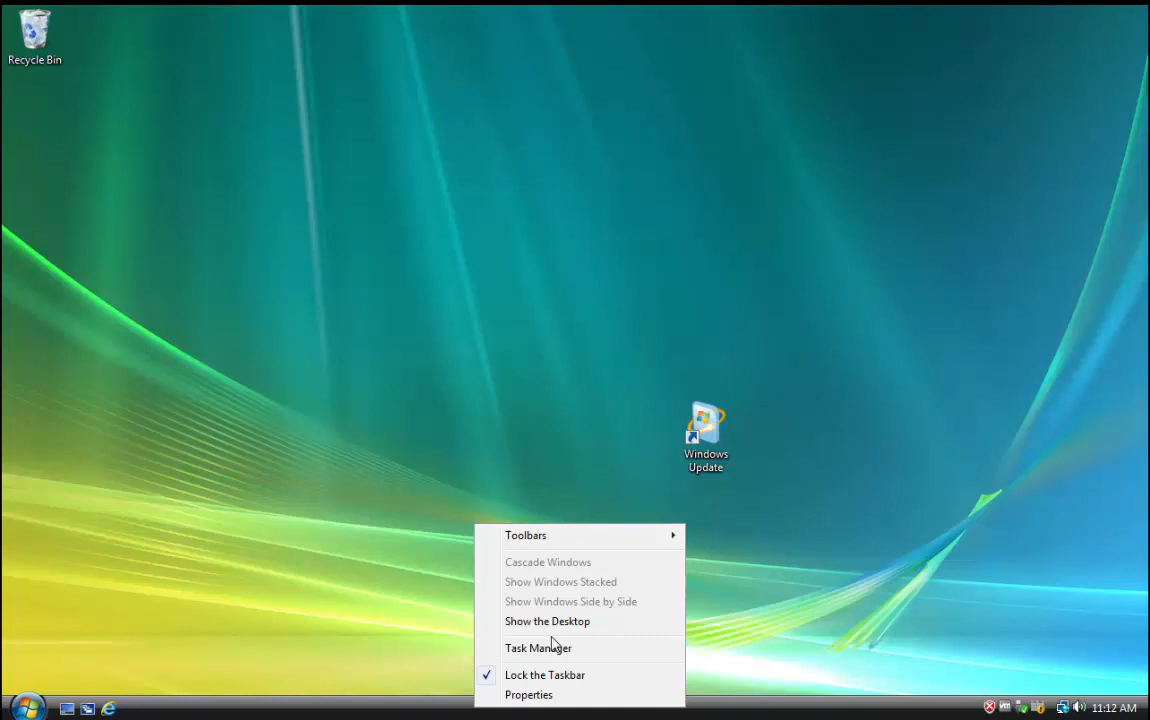 Recycle Bin
Windows
Update
Toolbars
Cascade Windows
Show Windows Stacked
Show Windows Side by Side
Show the Desktop
Task Manager
Lock the Taskbar
Properties
vm
11:12 AM